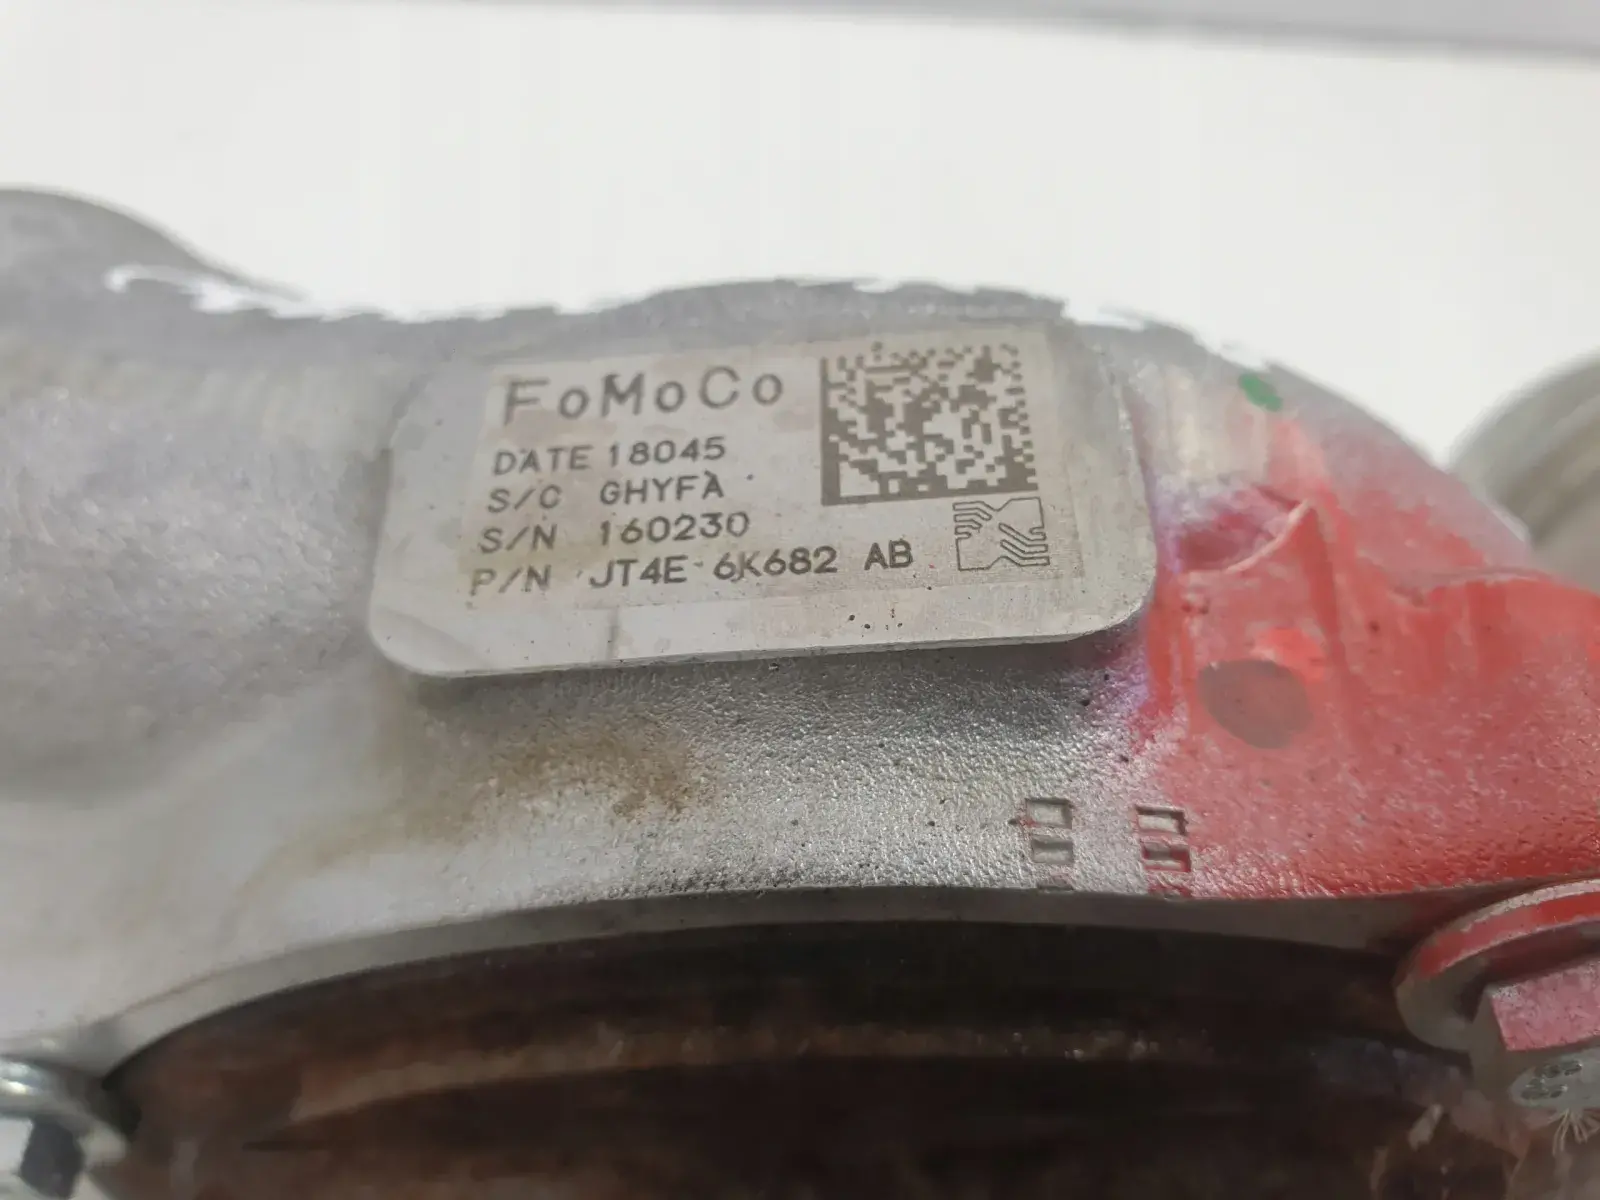 FoMoCo
DATE 18045
S/C GHYFA
S/N 160230
P/N JT4E 6K682 AB